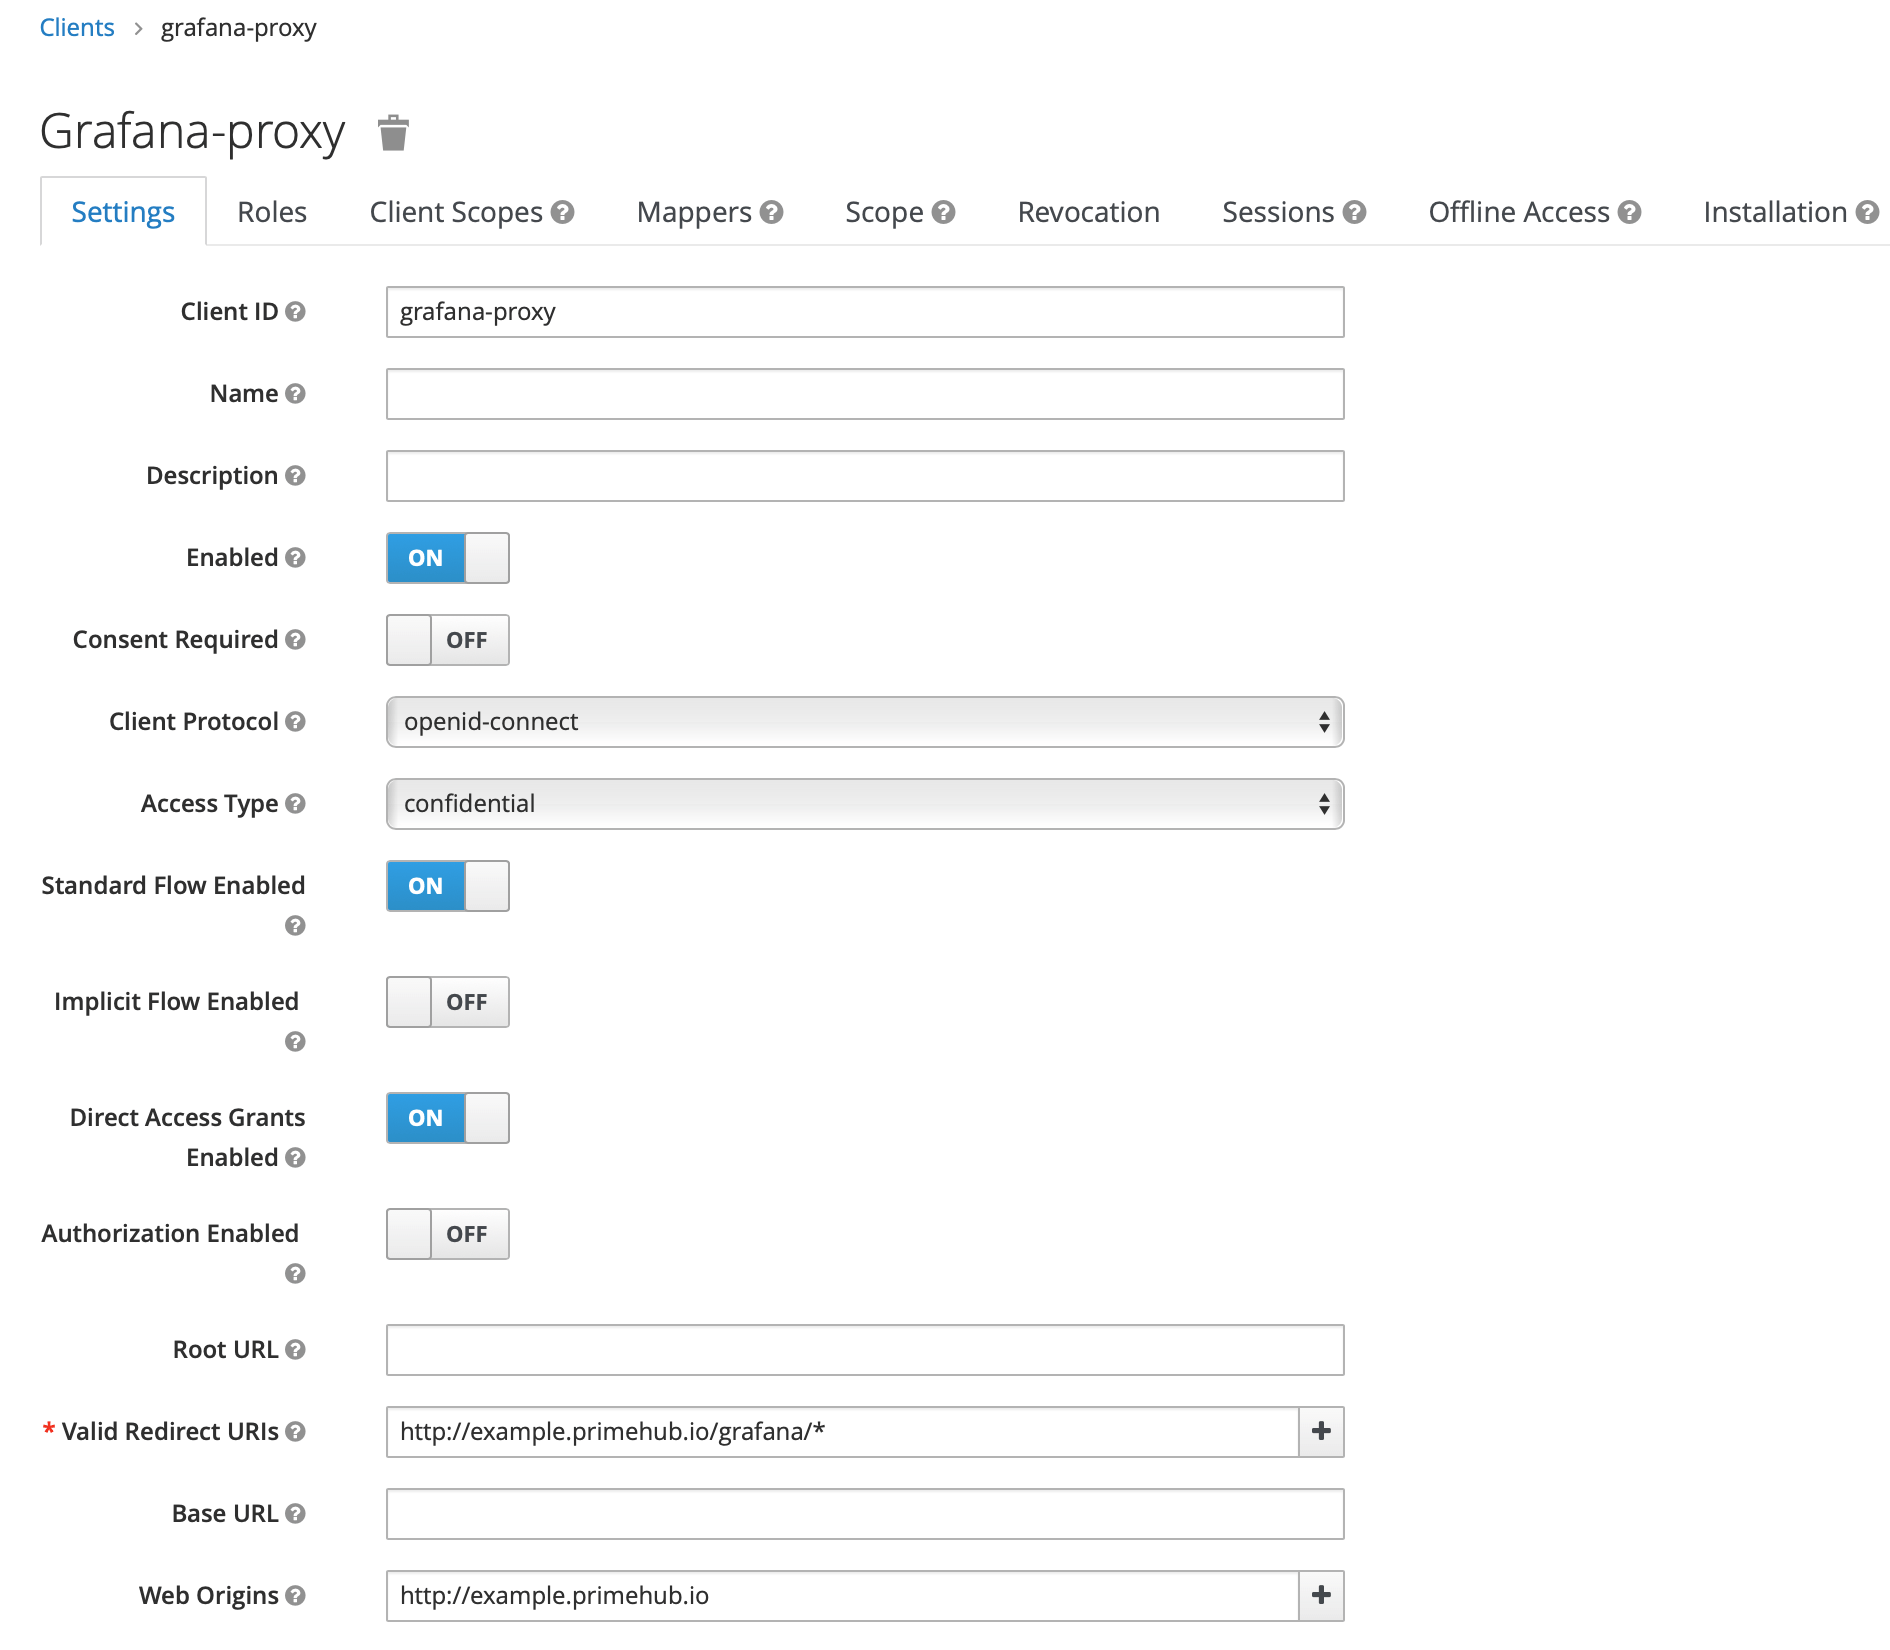 Clients > grafana-proxy
Grafana-proxy
Settings Roles Client Scopes ? Mappers ? Scope ? Revocation Sessions ? Offline Access ? Installation ?
Client ID ? grafana-proxy
Name ?
Description ?
Enabled ? ON
Consent Required ? OFF
Client Protocol ? openid-connect
Access Type ? confidential
Standard Flow Enabled ON
?
Implicit Flow Enabled OFF
?
Direct Access Grants ON
Enabled ?
Authorization Enabled OFF
?
Root URL ?
* Valid Redirect URIs ? http://example.primehub.io/grafana/* +
Base URL ?
Web Origins ? http://example.primehub.io +